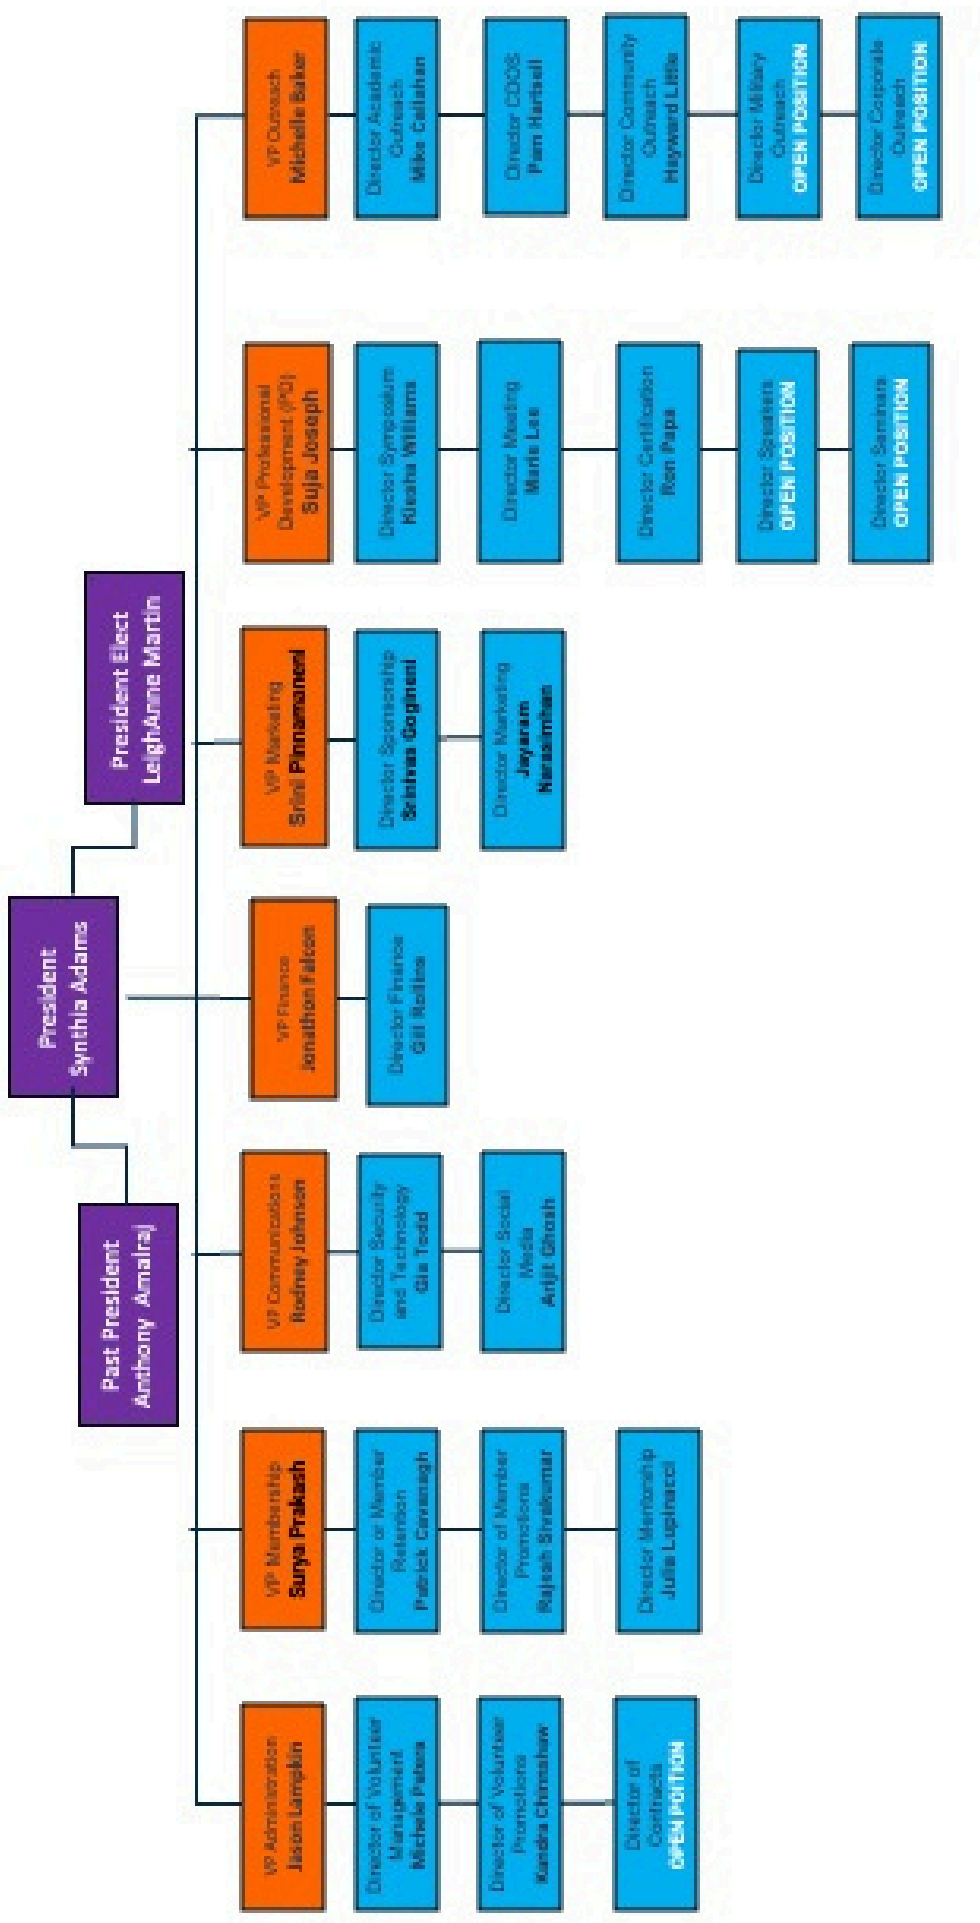 President
Synthia Adams
Past President
Anthony Amalraj
President Elect
LeighAnne Martin
VP Administration
Jason Lampkin
Director of Volunteer
Management
Michele
Director of Volunteer
Promotions
Kendra
Director of
Contracts
OPEN POITION
VP Membership
Surya Prakash
Director or Member
Retention
Patrick Cavanagh
Director of Member
Promotions
Rajesh Sivakumar
Director Mentorship
Julia
VP Communications
Rodney Johnson
Director Security
and Technology
Gia Todd
Director Social
Media
Arijit Ghosh
VP Finance
Jonathon Falcon
Director Finance
Gill Rollins
VP Marketing
Srini Pinnamaneni
Director Sponsorship
Srinivas Gogineni
Director Marketing
Jayaram
Narasimhan
VP Professional
Development (PD)
Suja Joseph
Director Symposium
Kiesha Williams
Director Meeting
Marie Lee
Director Certification
Ron Papa
Director Speakers
OPEN POSITION
Director Seminars
OPEN POSITION
VP Outreach
Michelle Baker
Director Academic
Outreach
Mike Callahan
Director CDOS
Pam Hartsell
Director Community
Outreach
Hayward Little
Director Military
Outreach
OPEN POSITION
Director Corporate
Outreach
OPEN POSITION